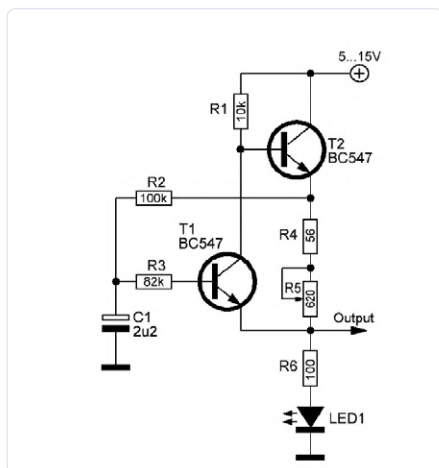 5...15V
R1
10k
T2
BC547
R2
100k
T1
BC547
R4
56
R3
82k
R5
620
Output
C1
2u2
R6
100
LED1